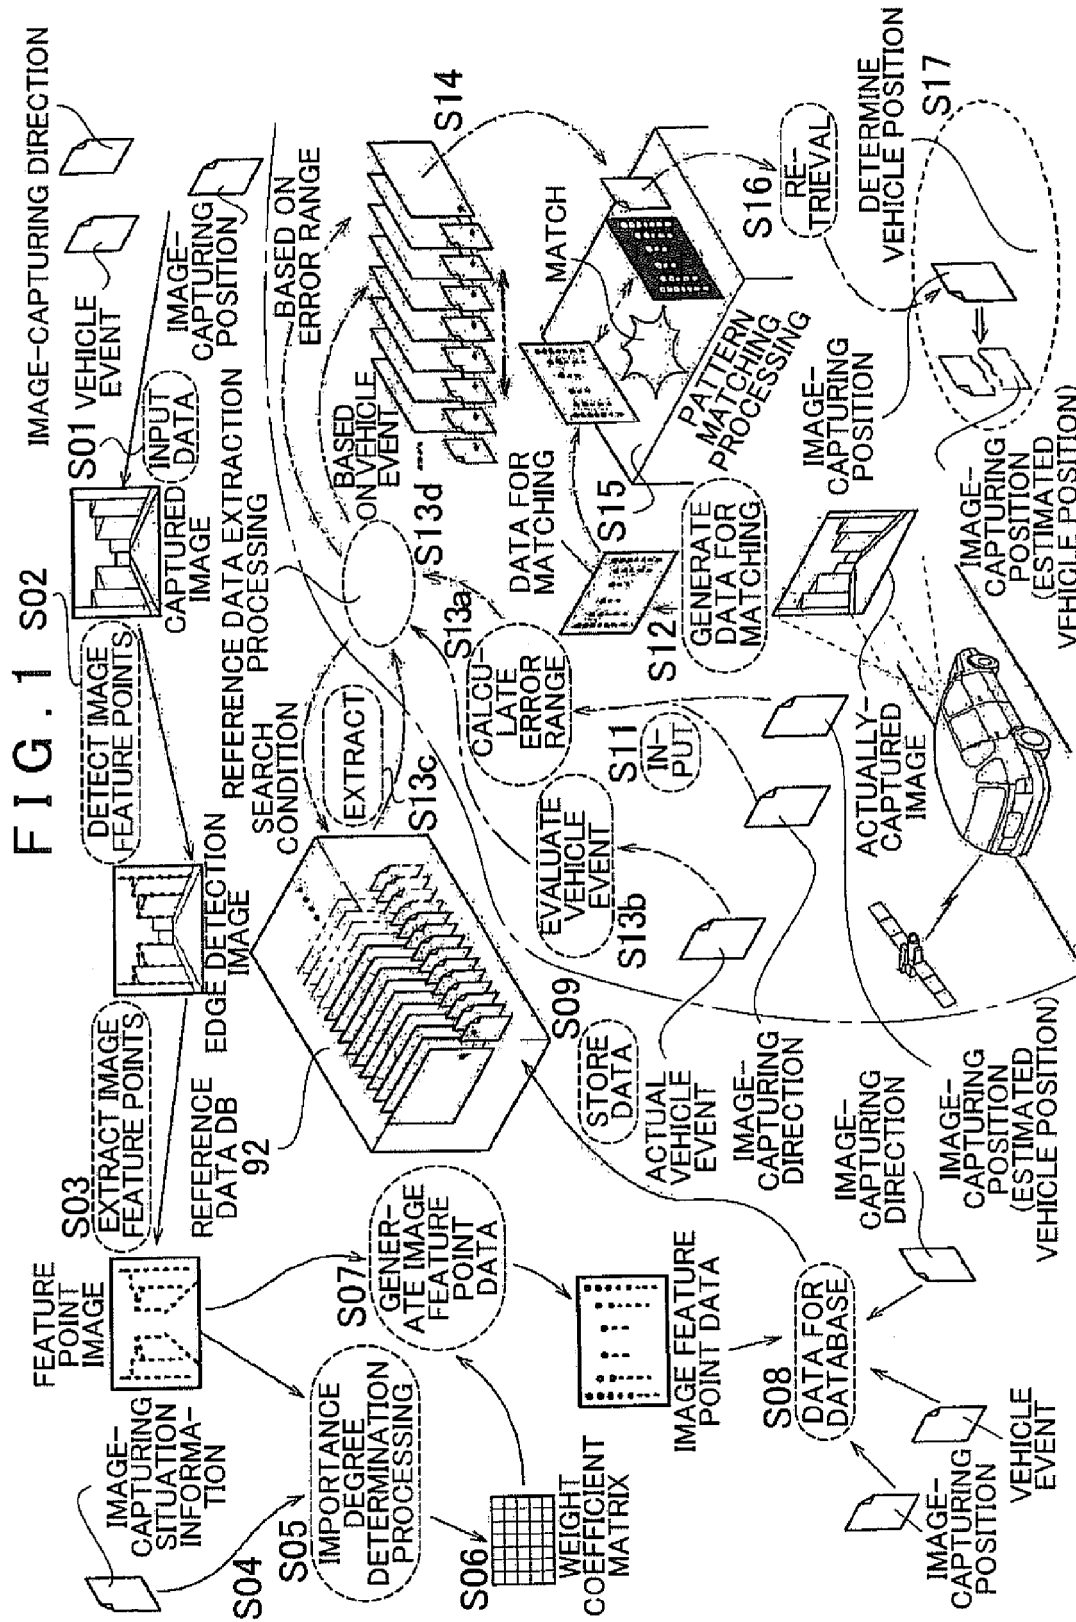 FIG. 1
IMAGE-CAPTURING DIRECTION
S01 VEHICLE
EVENT
IMAGE-
CAPTURING
POSITION
INPUT
DATA
CAPTURED
IMAGE
S02
DETECT IMAGE
FEATURE POINTS
EDGE DETECTION
IMAGE
S03
EXTRACT IMAGE
FEATURE POINTS
FEATURE
POINT
IMAGE
IMAGE-
CAPTURING
SITUATION
INFORMA-
TION
S04
S05
IMPORTANCE
DEGREE
DETERMINATION
PROCESSING
S06
WEIGHT
COEFFICIENT
MATRIX
S07
GENER-
ATE IMAGE
FEATURE
POINT
DATA
IMAGE FEATURE
POINT DATA
S08
DATA FOR
DATABASE
IMAGE-
CAPTURING
POSITION
VEHICLE
EVENT
IMAGE-
CAPTURING
DIRECTION
REFERENCE
DATA DB
92
S09
STORE
DATA
SEARCH
CONDITION
EXTRACT
S13c
REFERENCE DATA EXTRACTION
PROCESSING
BASED ON
ERROR RANGE
BASED
ON VEHICLE
EVENT
S13d
S14
S13a
CALCU-
LATE
ERROR
RANGE
EVALUATE
VEHICLE
EVENT
S13b
S11
IN-
PUT
ACTUAL
VEHICLE
EVENT
IMAGE-
CAPTURING
DIRECTION
IMAGE-
CAPTURING
POSITION
(ESTIMATED
VEHICLE POSITION)
ACTUALLY-
CAPTURED
IMAGE
S12
GENERATE
DATA FOR
MATCHING
DATA FOR
MATCHING
S15
PATTERN
MATCHING
PROCESSING
MATCH
S16
RE-
TRIEVAL
DETERMINE
VEHICLE POSITION
S17
IMAGE-
CAPTURING
POSITION
IMAGE-
CAPTURING
POSITION
(ESTIMATED
VEHICLE POSITION)